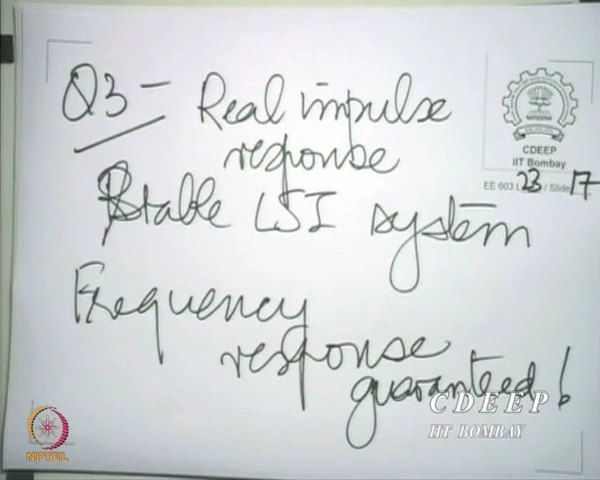 Q3 - Real impulse
response
Stable LSI system
Frequency
response
guaranteed!
CDEEP
IIT Bombay
EE 603 L 23 / Slide 17
CDEEP
IIT BOMBAY
NPTEL